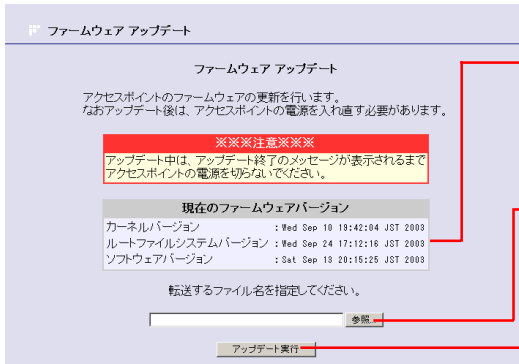 ファームウェア アップデート
ファームウェア アップデート
アクセスポイントのファームウェアの更新を行います。
なおアップデート後は、アクセスポイントの電源を入れ直す必要があります。
※※※注意※※※
アップデート中は、アップデート終了のメッセージが表示されるまで
アクセスポイントの電源を切らないでください。
現在のファームウェアバージョン
カーネルバージョン : Wed Sep 10 19:42:04 JST 2003
ルートファイルシステムバージョン : Wed Sep 24 17:12:16 JST 2003
ソフトウェアバージョン : Sat Sep 13 20:15:25 JST 2003
転送するファイル名を指定してください。
参照...
アップデート実行